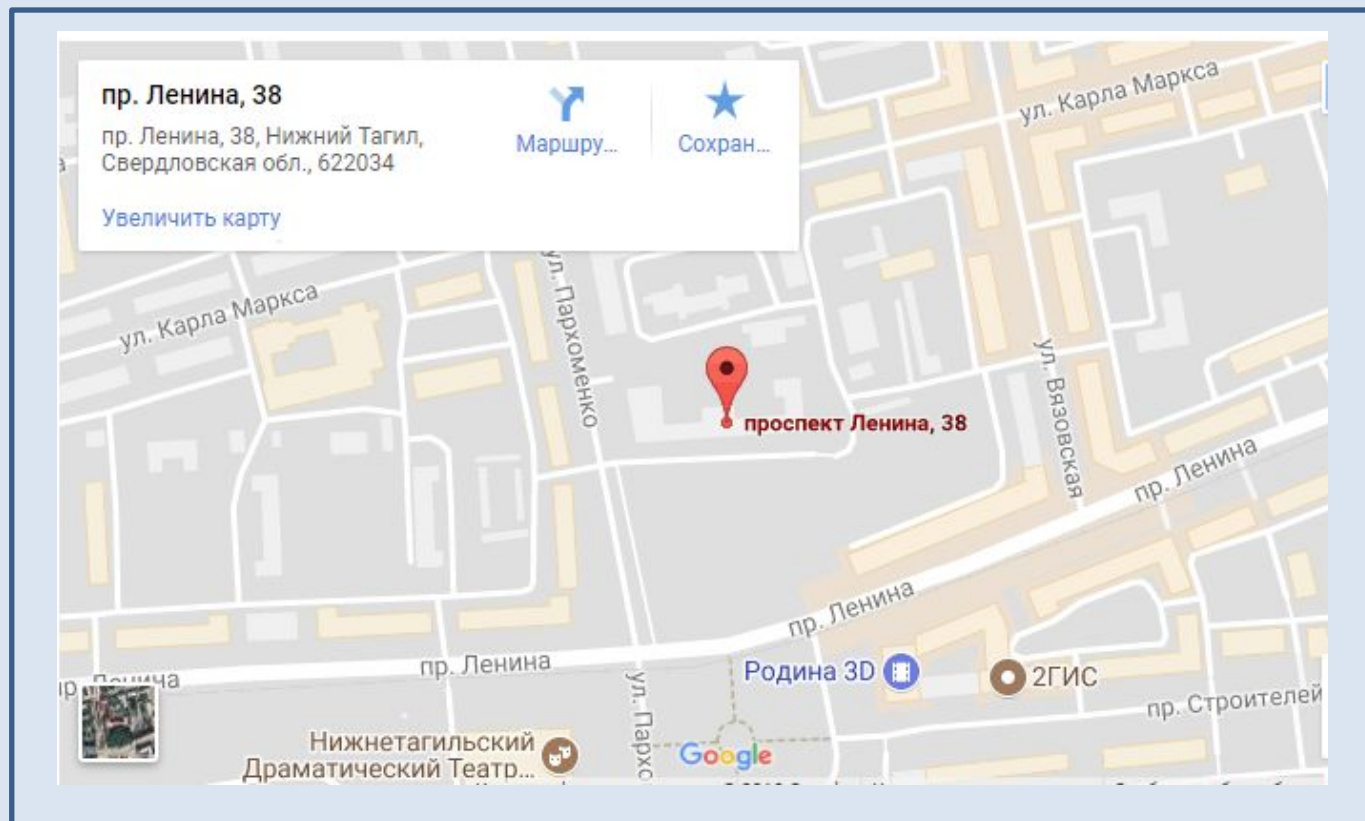 пр. Ленина, 38
пр. Ленина, 38, Нижний Тагил,
Свердловская обл., 622034
Маршру...
Сохран...
Увеличить карту
ул. Карла Маркса
ул. Карла Маркса
ул. Пархоменко
ул. Вязовская
проспект Ленина, 38
пр. Ленина
пр. Ленина
пр. Ленина
ул. Пархо
Родина 3D
2ГИС
пр. Строителей
Нижнетагильский
Драматический Театр...
Google